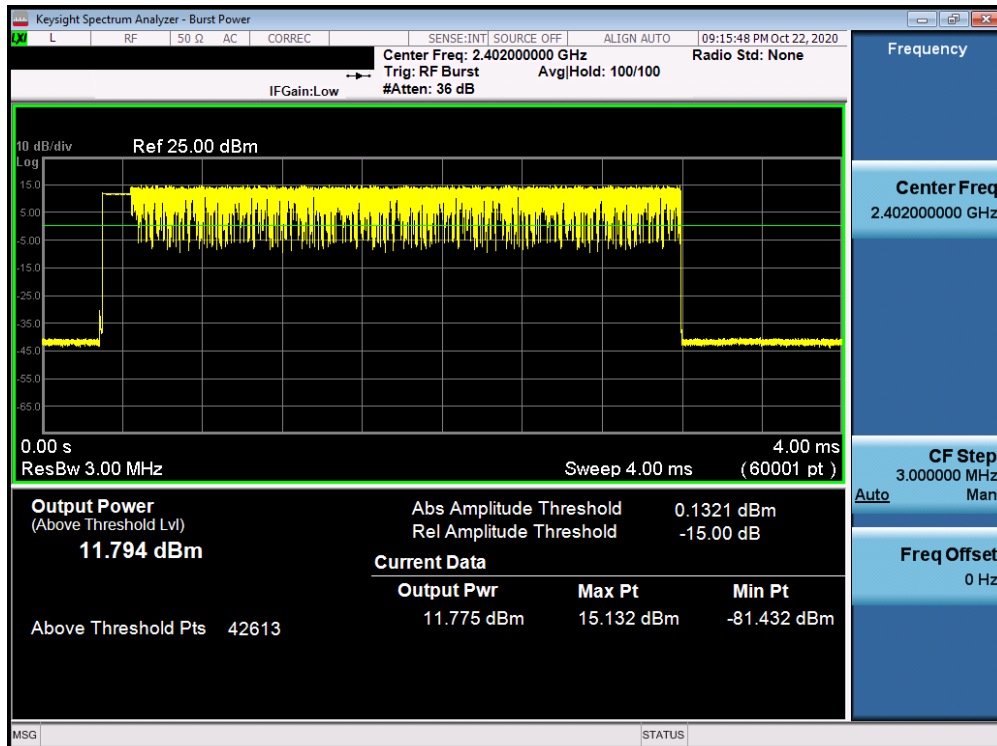 Keysight Spectrum Analyzer - Burst Power
LXI L RF 50 Ω AC CORREC SENSE:INT SOURCE OFF ALIGN AUTO 09:15:48 PM Oct 22, 2020
Center Freq: 2.402000000 GHz Radio Std: None
Trig: RF Burst Avg|Hold: 100/100
IFGain:Low #Atten: 36 dB
Frequency
10 dB/div Ref 25.00 dBm
Log
15.0
5.00
-5.00
-15.0
-25.0
-35.0
-45.0
-55.0
-65.0
0.00 s 4.00 ms
ResBw 3.00 MHz Sweep 4.00 ms (60001 pt )
Center Freq
2.402000000 GHz
CF Step
3.000000 MHz
Auto Man
Freq Offset
0 Hz
Output Power
(Above Threshold Lvl)
11.794 dBm
Above Threshold Pts 42613
Abs Amplitude Threshold 0.1321 dBm
Rel Amplitude Threshold -15.00 dB
Current Data
Output Pwr Max Pt Min Pt
11.775 dBm 15.132 dBm -81.432 dBm
MSG STATUS